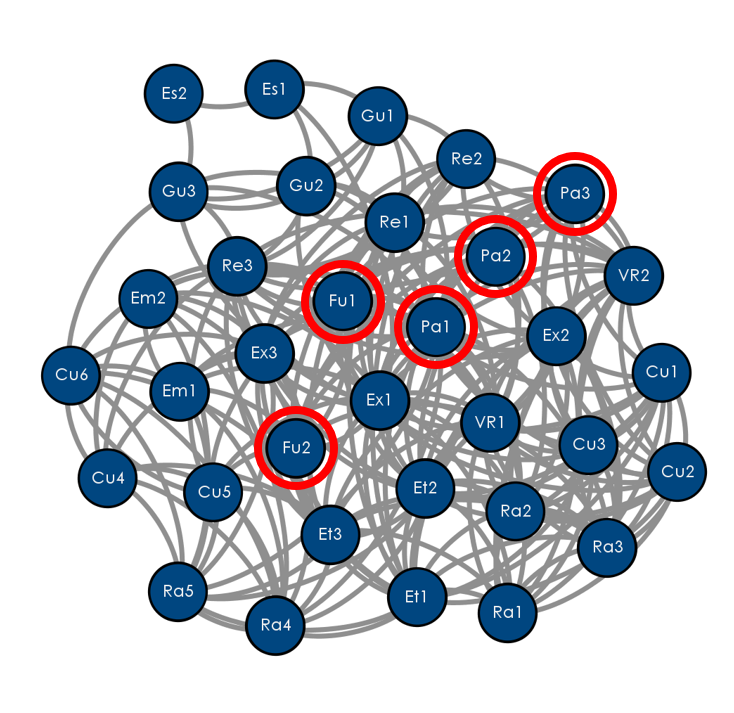 Es2
Es1
Gu1
Re2
Gu3
Gu2
Pa3
Re1
Re3
Pa2
VR2
Em2
Fu1
Pa1
Ex2
Ex3
Cu6
Em1
Ex1
Cu1
VR1
Fu2
Cu3
Cu4
Cu5
Et2
Cu2
Et3
Ra2
Ra3
Ra5
Ra4
Et1
Ra1